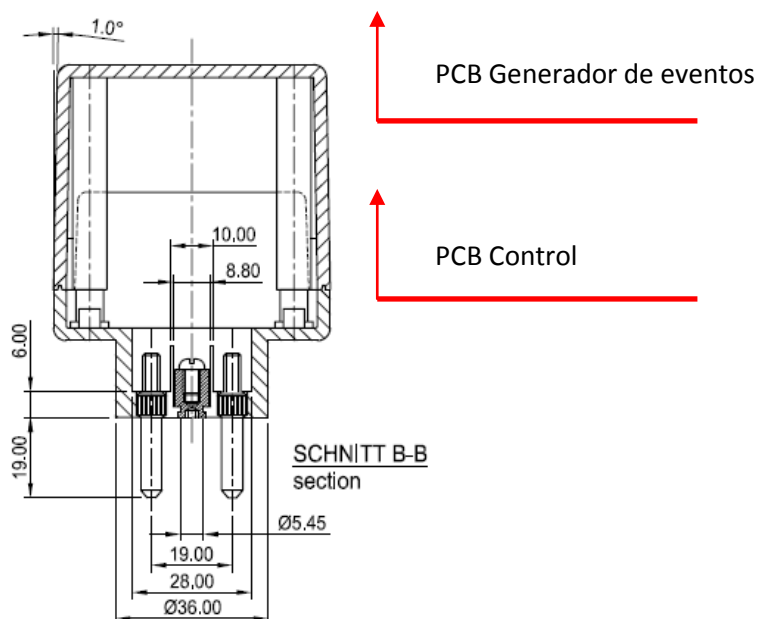 1.0°
PCB Generador de eventos
10,00
PCB Control
8.80
6.00
19.00
SCHNITT B-B
section
Ø5.45
19.00
28,00
Ø36.00